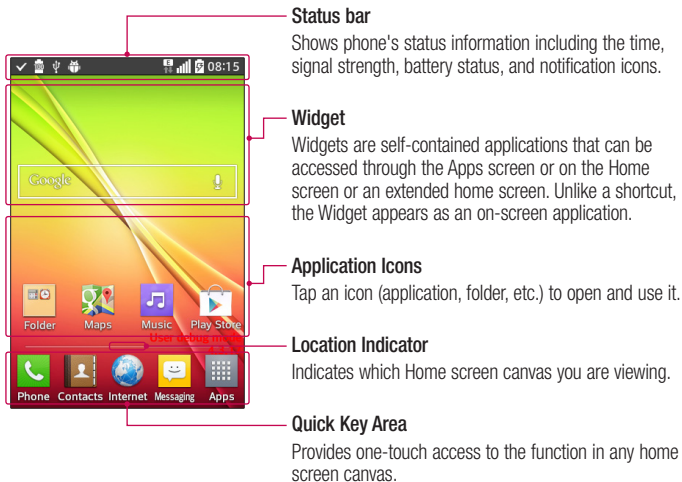 Status bar
Shows phone's status information including the time,
signal strength, battery status, and notification icons.
E
08:15
Widget
Widgets are self-contained applications that can be
accessed through the Apps screen or on the Home
screen or an extended home screen. Unlike a shortcut,
the Widget appears as an on-screen application.
Google
Application Icons
Tap an icon (application, folder, etc.) to open and use it.
Folder Maps Music Play Store
User debug mode
Location Indicator
Indicates which Home screen canvas you are viewing.
Phone Contacts Internet Messaging Apps
Quick Key Area
Provides one-touch access to the function in any home
screen canvas.